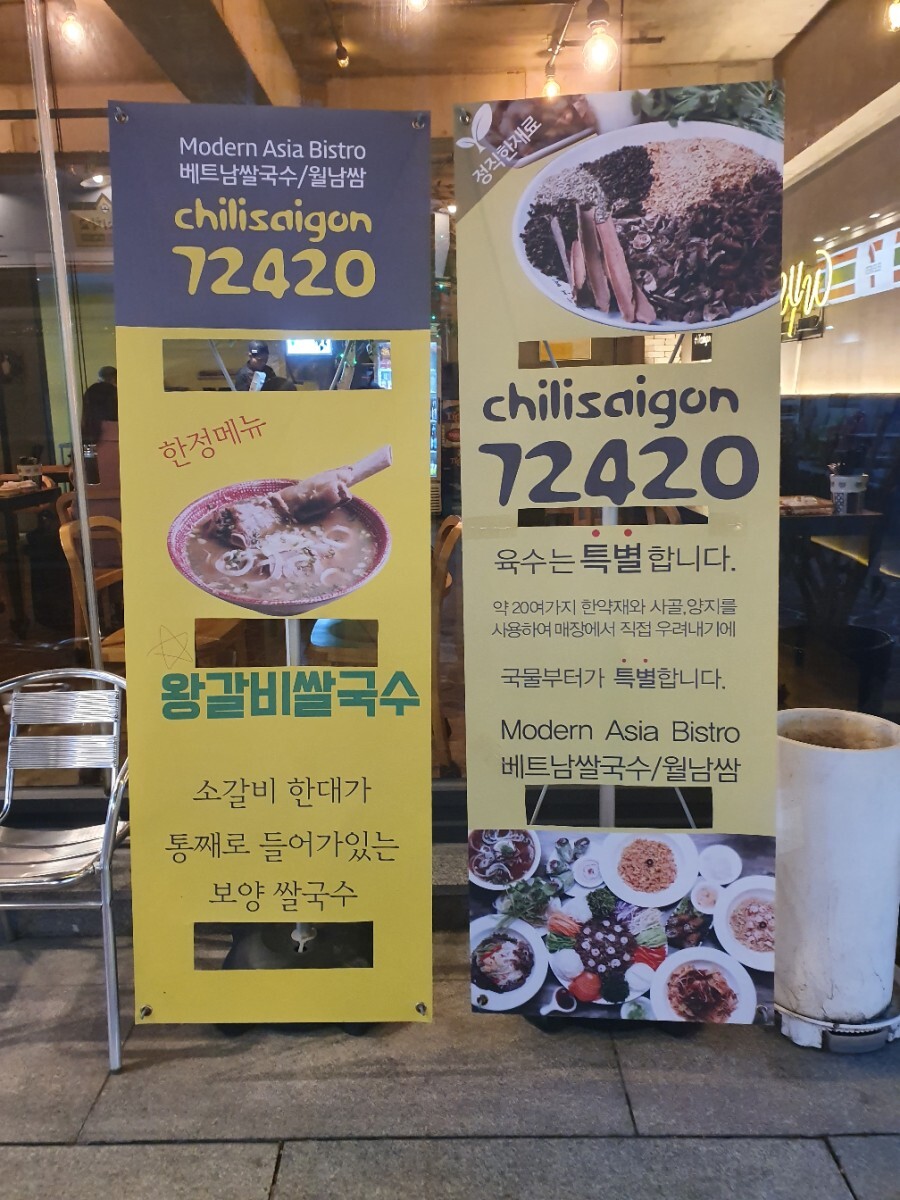 Modern Asia Bistro
베트남쌀국수/월남쌈
chilisaigon
72420
한정메뉴
왕갈비쌀국수
소갈비 한대가
통째로 들어가있는
보양 쌀국수
정직한재료
chilisaigon
72420
육수는 특별합니다.
약 20여가지 한약재와 사골,양지를
사용하여 매장에서 직접 우려내기에
국물부터가 특별합니다.
Modern Asia Bistro
베트남쌀국수/월남쌈